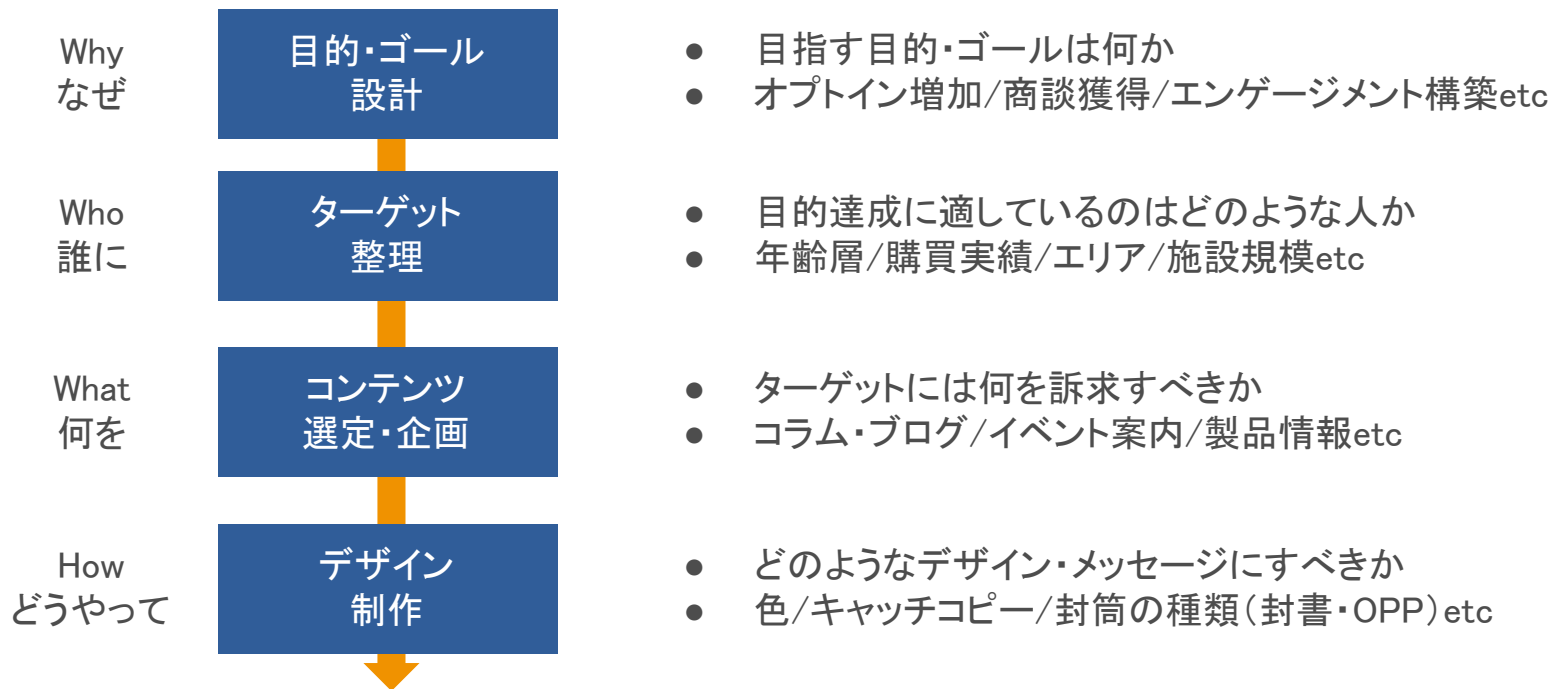 Why
なぜ
目的・ゴール
設計
● 目指す目的・ゴールは何か
● オプトイン増加/商談獲得/エンゲージメント構築etc
Who
誰に
ターゲット
整理
● 目的達成に適しているのはどのような人か
● 年齢層/購買実績/エリア/施設規模etc
What
何を
コンテンツ
選定・企画
● ターゲットには何を訴求すべきか
● コラム・ブログ/イベント案内/製品情報etc
How
どうやって
デザイン
制作
● どのようなデザイン・メッセージにすべきか
● 色/キャッチコピー/封筒の種類（封書・OPP）etc